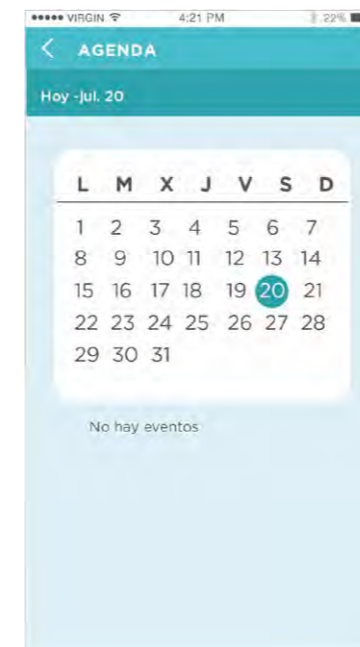 VIRGIN 4:21 PM 22%
AGENDA
Hoy -jul. 20
L M X J V S D
1 2 3 4 5 6 7
8 9 10 11 12 13 14
15 16 17 18 19 20 21
22 23 24 25 26 27 28
29 30 31
No hay eventos